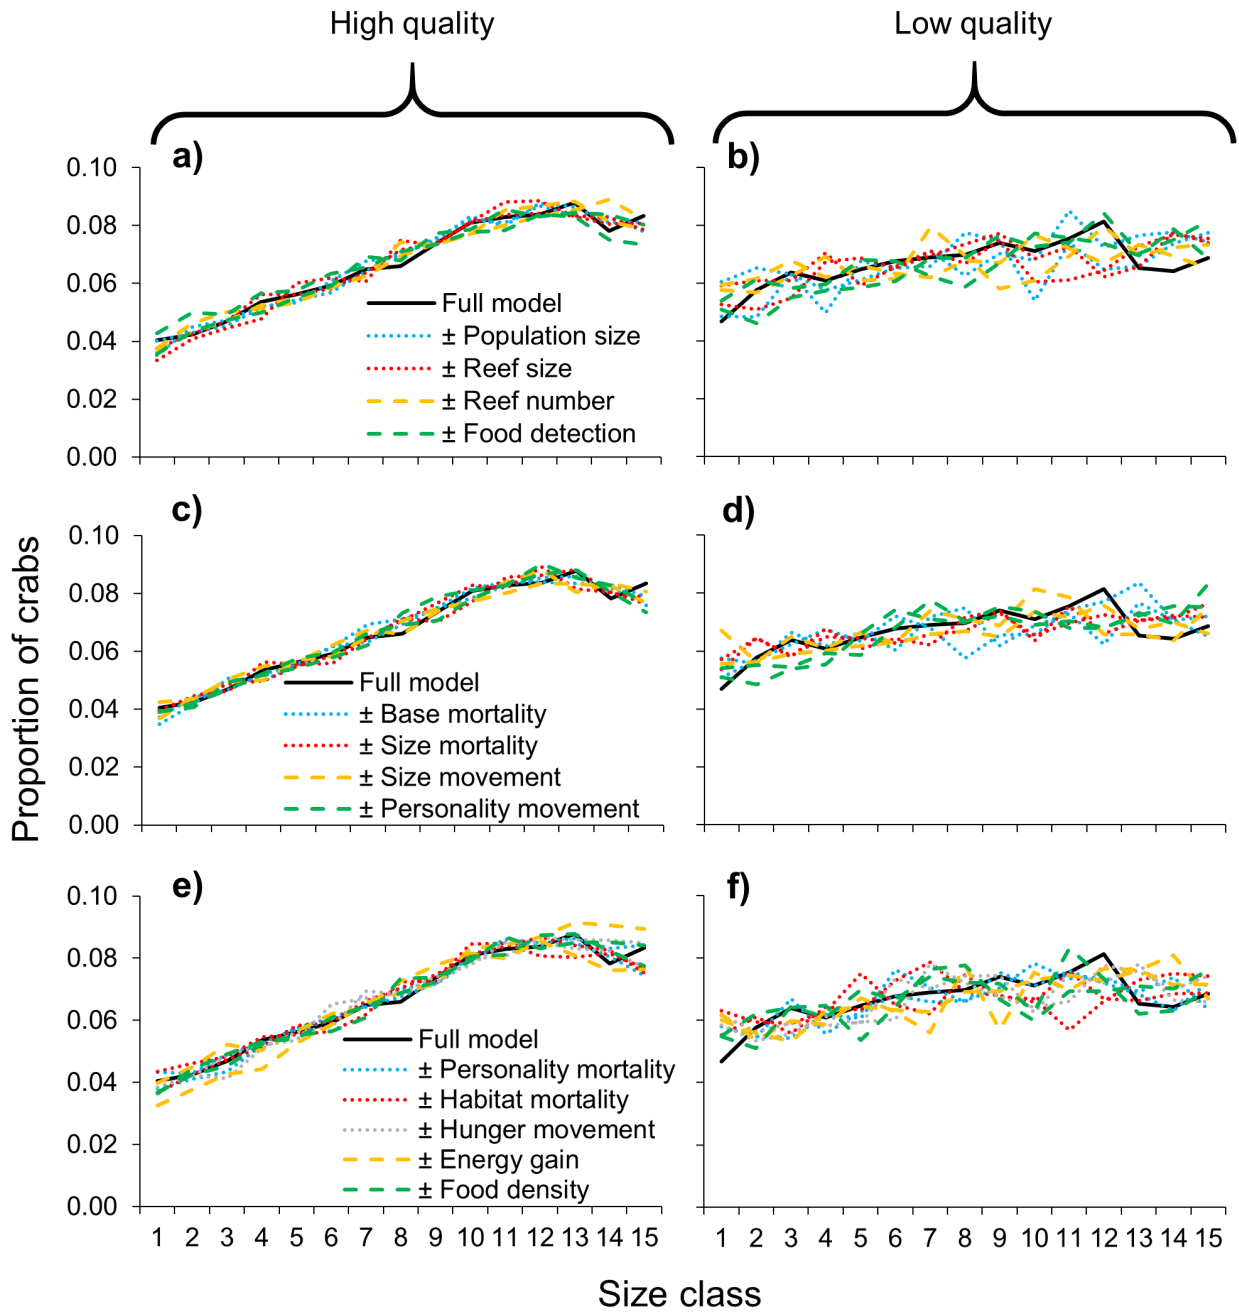 High quality
Low quality
a)
b)
0.10
0.08
0.06
0.04
0.02
0.00
Full model
± Population size
± Reef size
± Reef number
± Food detection
c)
d)
0.10
0.08
0.06
0.04
0.02
0.00
Full model
± Base mortality
± Size mortality
± Size movement
± Personality movement
Proportion of crabs
e)
f)
0.10
0.08
0.06
0.04
0.02
0.00
Full model
± Personality mortality
± Habitat mortality
± Hunger movement
± Energy gain
± Food density
1 2 3 4 5 6 7 8 9 10 11 12 13 14 15
1 2 3 4 5 6 7 8 9 10 11 12 13 14 15
Size class